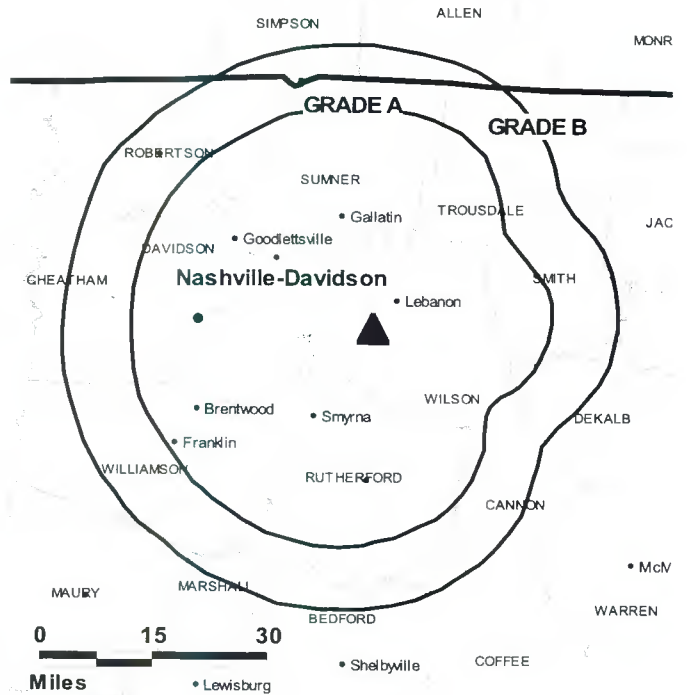 ALLEN
SIMPSON
MONR
GRADE A
GRADE B
ROBERTSON
SUMNER
TROUSDALE
Gallatin
JAC
Goodlettsville
DAVIDSON
CHEATHAM
Nashville-Davidson
SMITH
Lebanon
WILSON
Brentwood
Smyrna
DEKALB
Franklin
WILLIAMSON
RUTHERFORD
CANNON
McM
MAURY
MARSHALL
WARREN
BEDFORD
0 15 30
Shelbyville
COFFEE
Miles
Lewisburg